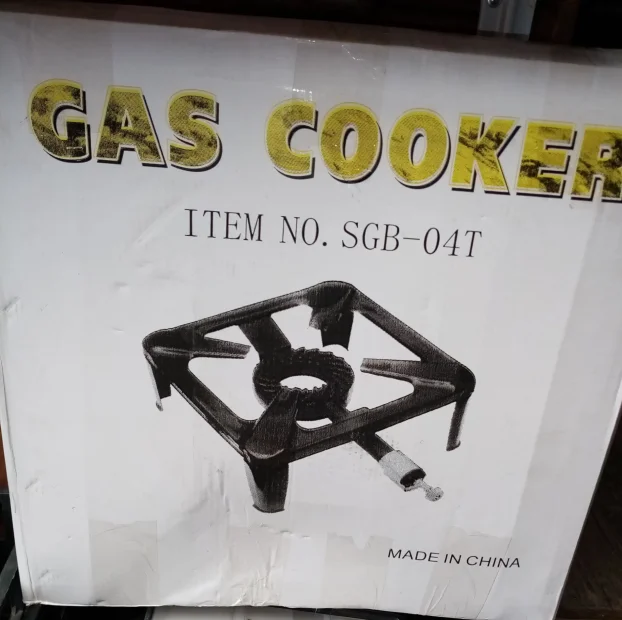 GAS COOKER
ITEM NO. SGB-04T
MADE IN CHINA